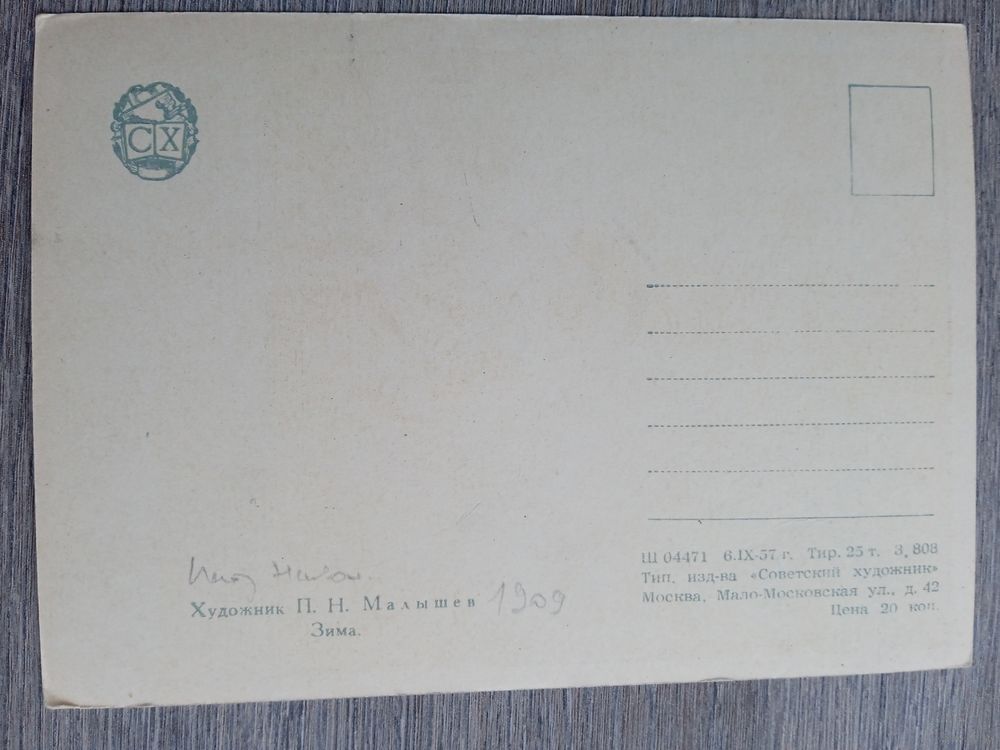 СХ
Художник П. Н. Малышев 1909
Зима.
Ш 04471 6.IX-57 г. Тир. 25 т. З. 808
Тип. изд-ва «Советский художник»
Москва, Мало-Московская ул., д. 42
Цена 20 коп.